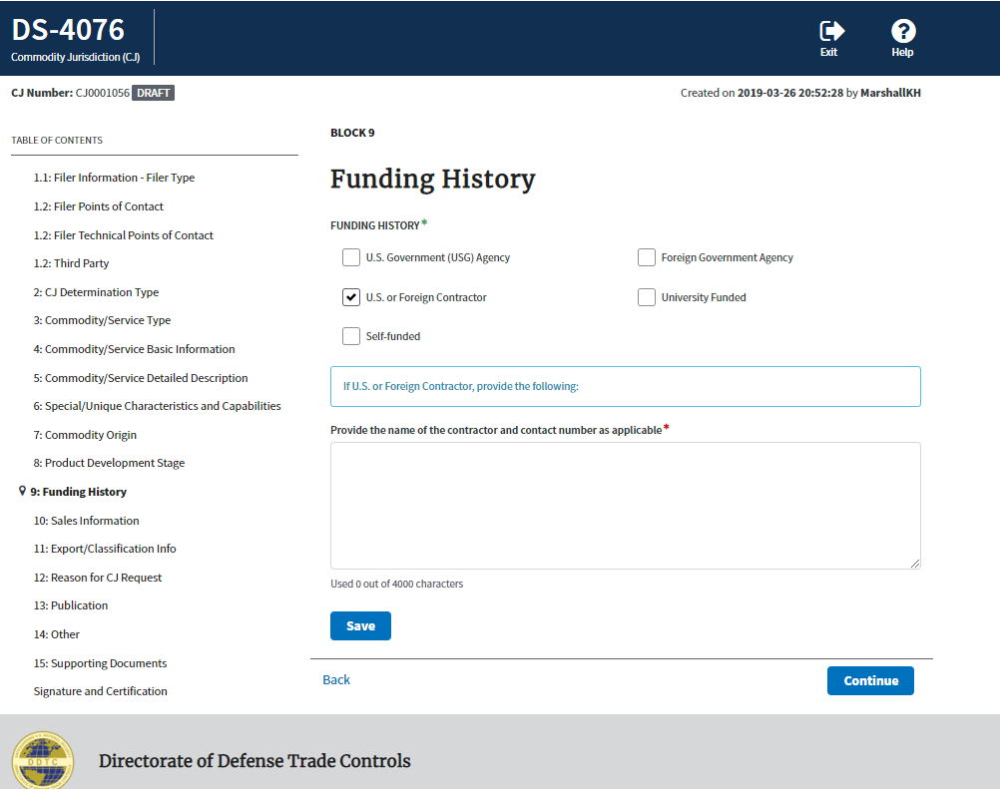 DS-4076
Commodity Jurisdiction (CJ)
Exit
Help
CJ Number: CJ0001056 DRAFT
Created on 2019-03-26 20:52:28 by MarshallKH
TABLE OF CONTENTS
1.1: Filer Information - Filer Type
1.2: Filer Points of Contact
1.2: Filer Technical Points of Contact
1.2: Third Party
2: CJ Determination Type
3: Commodity/Service Type
4: Commodity/Service Basic Information
5: Commodity/Service Detailed Description
6: Special/Unique Characteristics and Capabilities
7: Commodity Origin
8: Product Development Stage
9: Funding History
10: Sales Information
11: Export/Classification Info
12: Reason for CJ Request
13: Publication
14: Other
15: Supporting Documents
Signature and Certification
BLOCK 9
Funding History
FUNDING HISTORY*
U.S. Government (USG) Agency
Foreign Government Agency
U.S. or Foreign Contractor
University Funded
Self-funded
If U.S. or Foreign Contractor, provide the following:
Provide the name of the contractor and contact number as applicable*
Used 0 out of 4000 characters
Save
Back
Continue
DDTC
Directorate of Defense Trade Controls